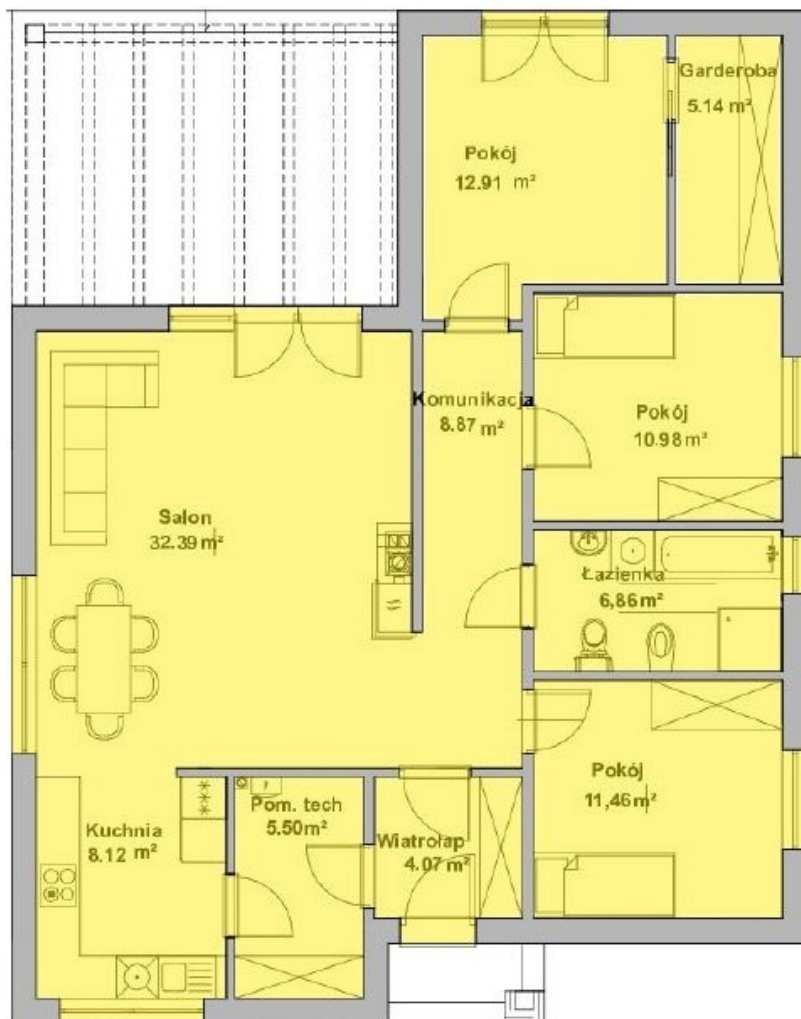 Garderoba
5.14 m²
Pokój
12.91 m²
Komunikacja
8.87 m²
Pokój
10.98 m²
Salon
32.39 m²
Łazienka
6,86 m²
Pokój
11,46 m²
Pom. tech
5.50 m²
Kuchnia
8.12 m²
Wiatrołap
4.07 m²